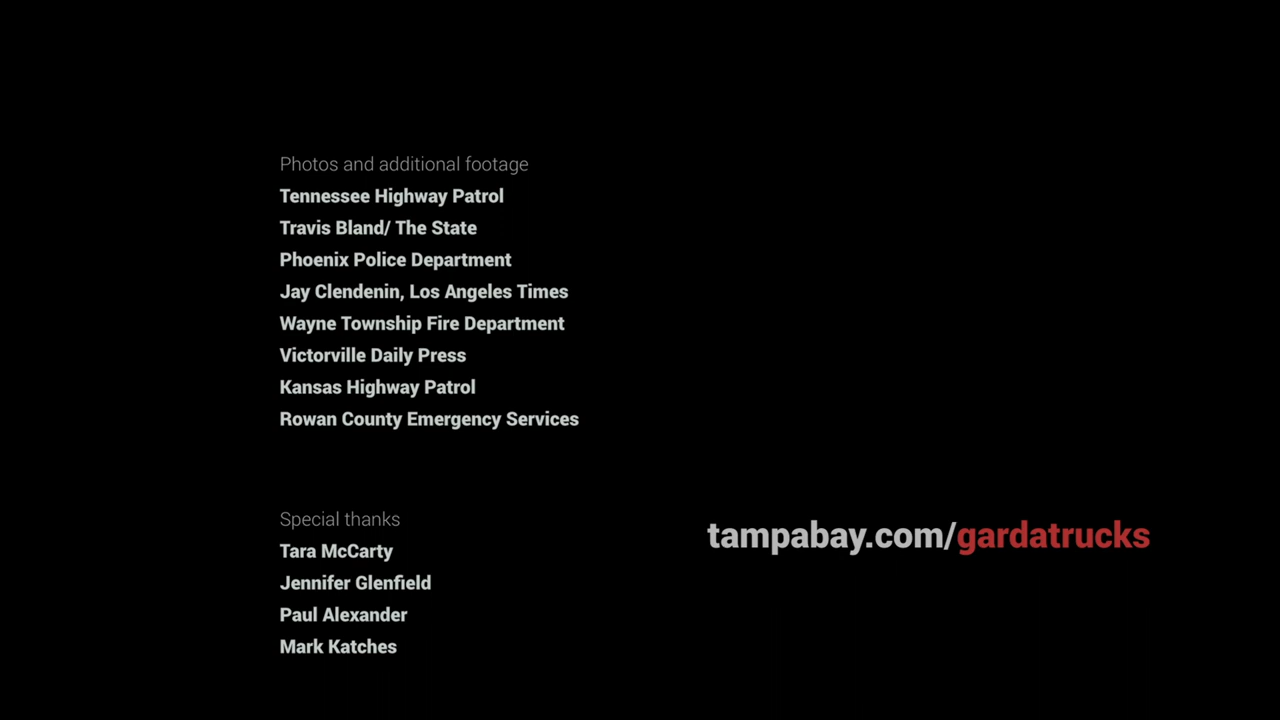 Photos and additional footage
Tennessee Highway Patrol
Travis Bland/ The State
Phoenix Police Department
Jay Clendenin, Los Angeles Times
Wayne Township Fire Department
Victorville Daily Press
Kansas Highway Patrol
Rowan County Emergency Services
Special thanks
Tara McCarty
Jennifer Glenfield
Paul Alexander
Mark Katches
tampabay.com/gardatrucks